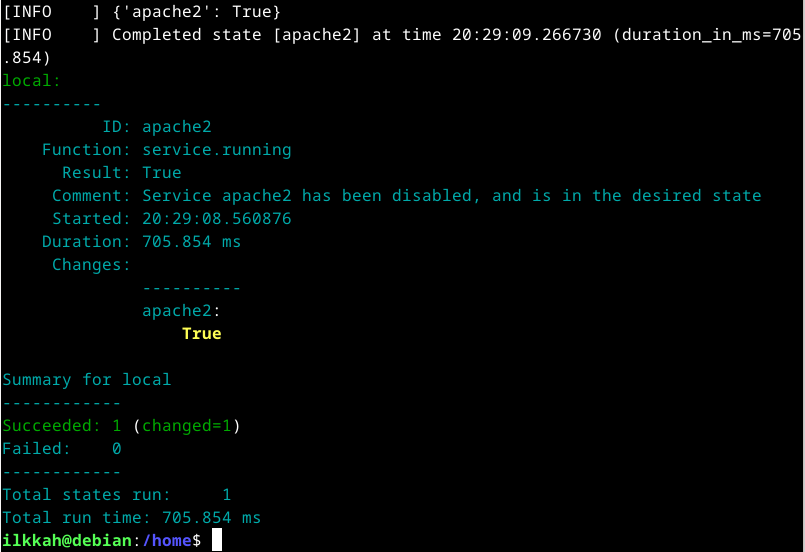 [INFO    ] {'apache2': True}
[INFO    ] Completed state [apache2] at time 20:29:09.266730 (duration_in_ms=705
.854)
local:
----------
          ID: apache2
    Function: service.running
      Result: True
     Comment: Service apache2 has been disabled, and is in the desired state
     Started: 20:29:08.560876
    Duration: 705.854 ms
     Changes:
              ----------
              apache2:
                  True

Summary for local
------------
Succeeded: 1 (changed=1)
Failed:    0
------------
Total states run:     1
Total run time: 705.854 ms
ilkkah@debian:/home$